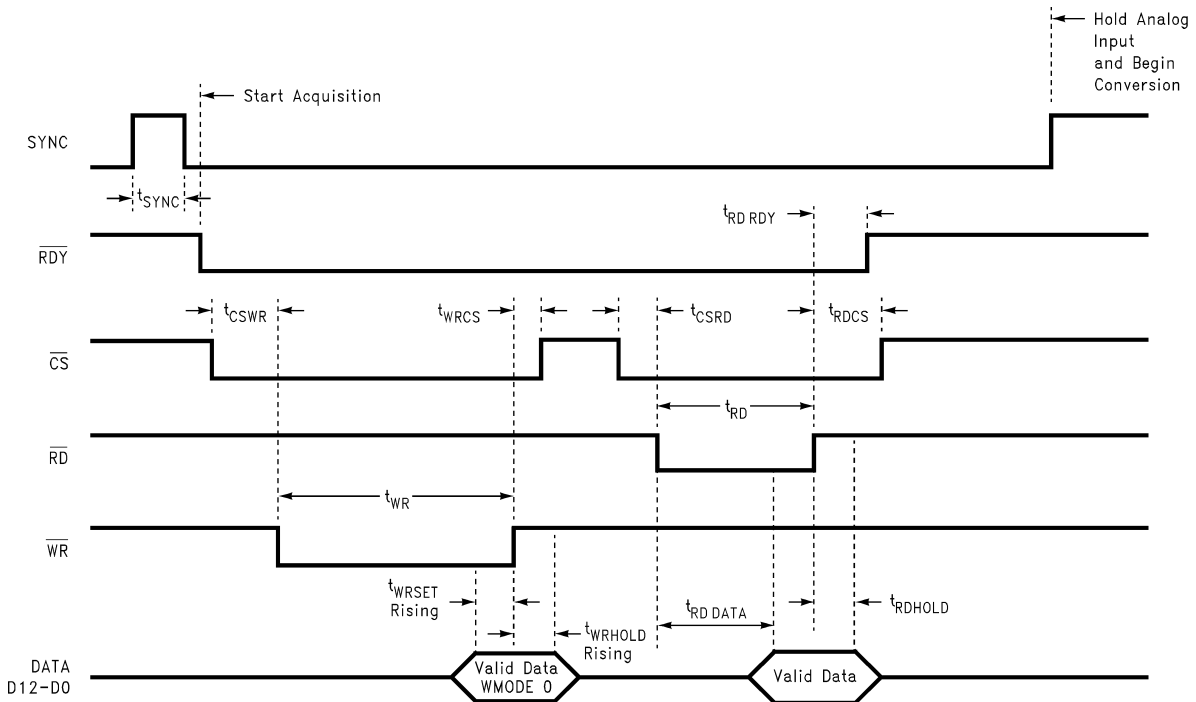 Hold Analog
Input
and Begin
Conversion
Start Acquisition
SYNC
tSYNC
tRD RDY
RDY
tCSWR
tWRCS
tCSRD
tRDCS
CS
tRD
RD
tWR
WR
tWRSET
Rising
tWRHOLD
Rising
tRD DATA
tRDHOLD
DATA
D12-D0
Valid Data
WMODE 0
Valid Data